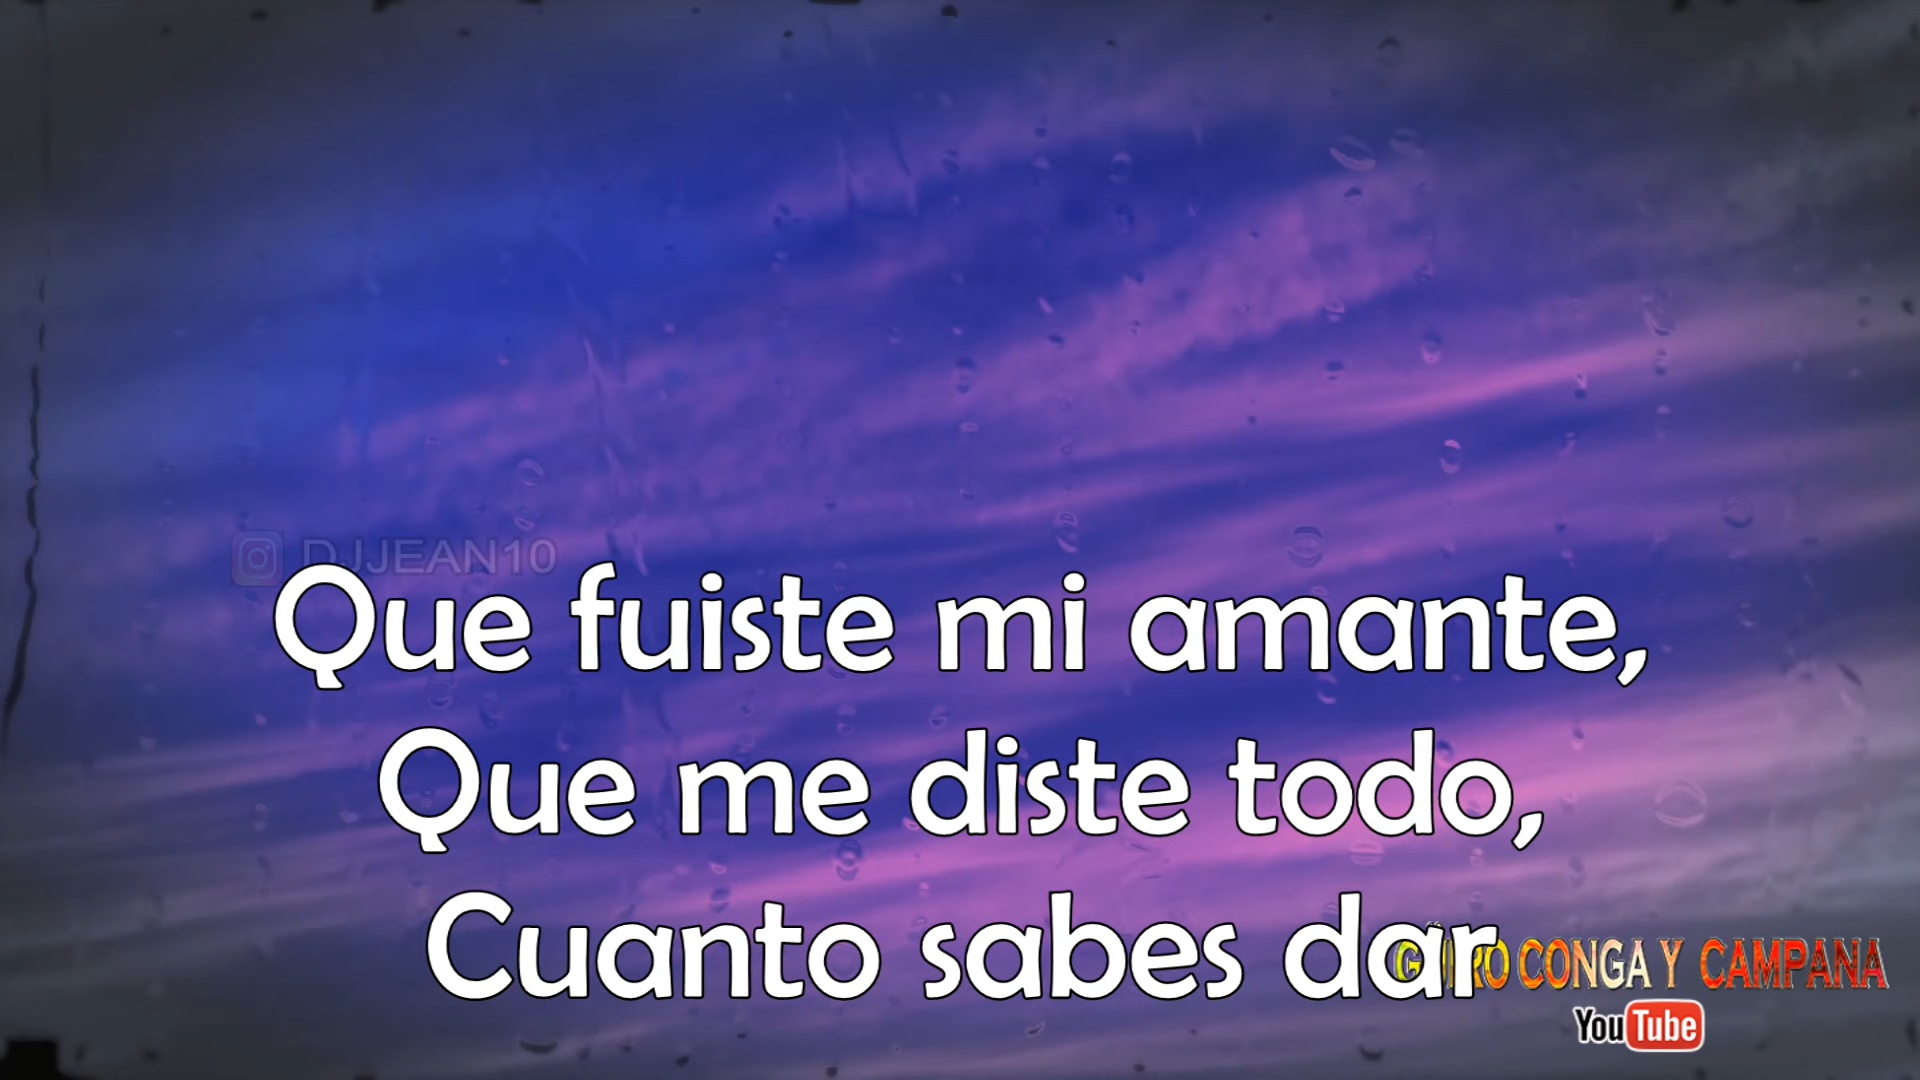 DJJEAN10
Que fuiste mi amante,
Que me diste todo,
Cuanto sabes dar
CONGA Y CAMPANA
YouTube